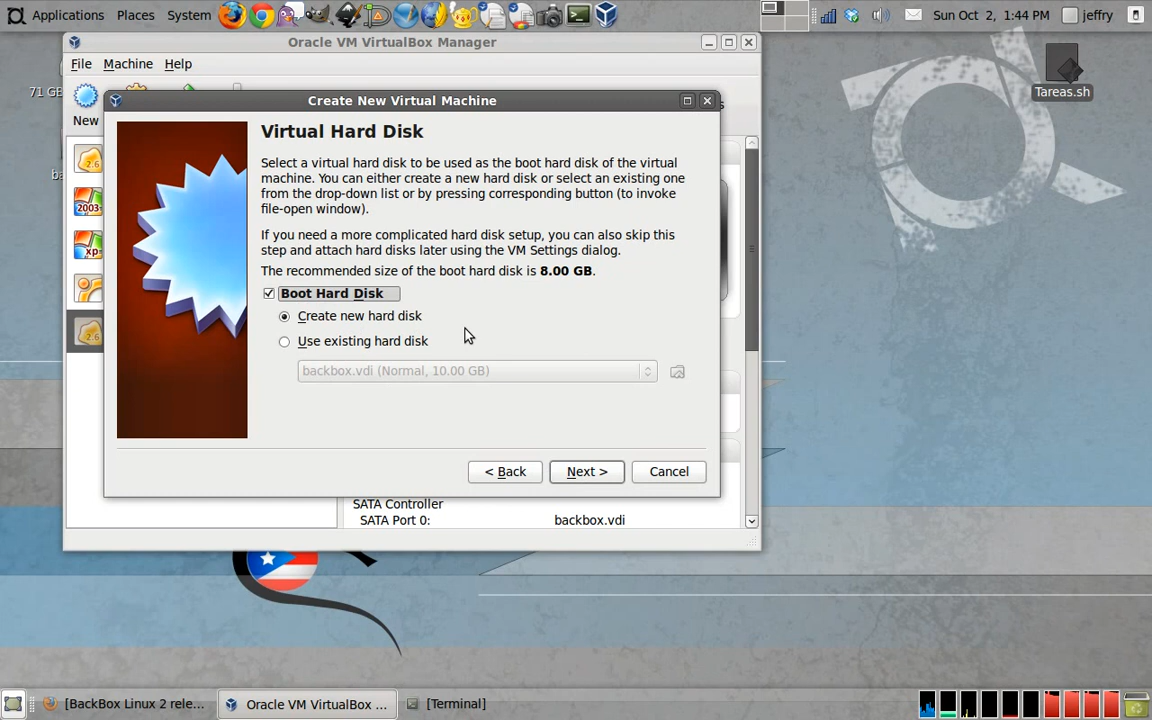 Applications Places System
Sun Oct 2, 1:44 PM jeffry
Oracle VM VirtualBox Manager
File Machine Help
71 GB
New
Tareas.sh
Create New Virtual Machine
Virtual Hard Disk
Select a virtual hard disk to be used as the boot hard disk of the virtual
machine. You can either create a new hard disk or select an existing one
from the drop-down list or by pressing corresponding button (to invoke
file-open window).
If you need a more complicated hard disk setup, you can also skip this
step and attach hard disks later using the VM Settings dialog.
The recommended size of the boot hard disk is 8.00 GB.
Boot Hard Disk
Create new hard disk
Use existing hard disk
backbox.vdi (Normal, 10.00 GB)
< Back Next > Cancel
2.6
2003
xp
2.6
SATA Controller
SATA Port 0: backbox.vdi
[BackBox Linux 2 rele... Oracle VM VirtualBox ... [Terminal]